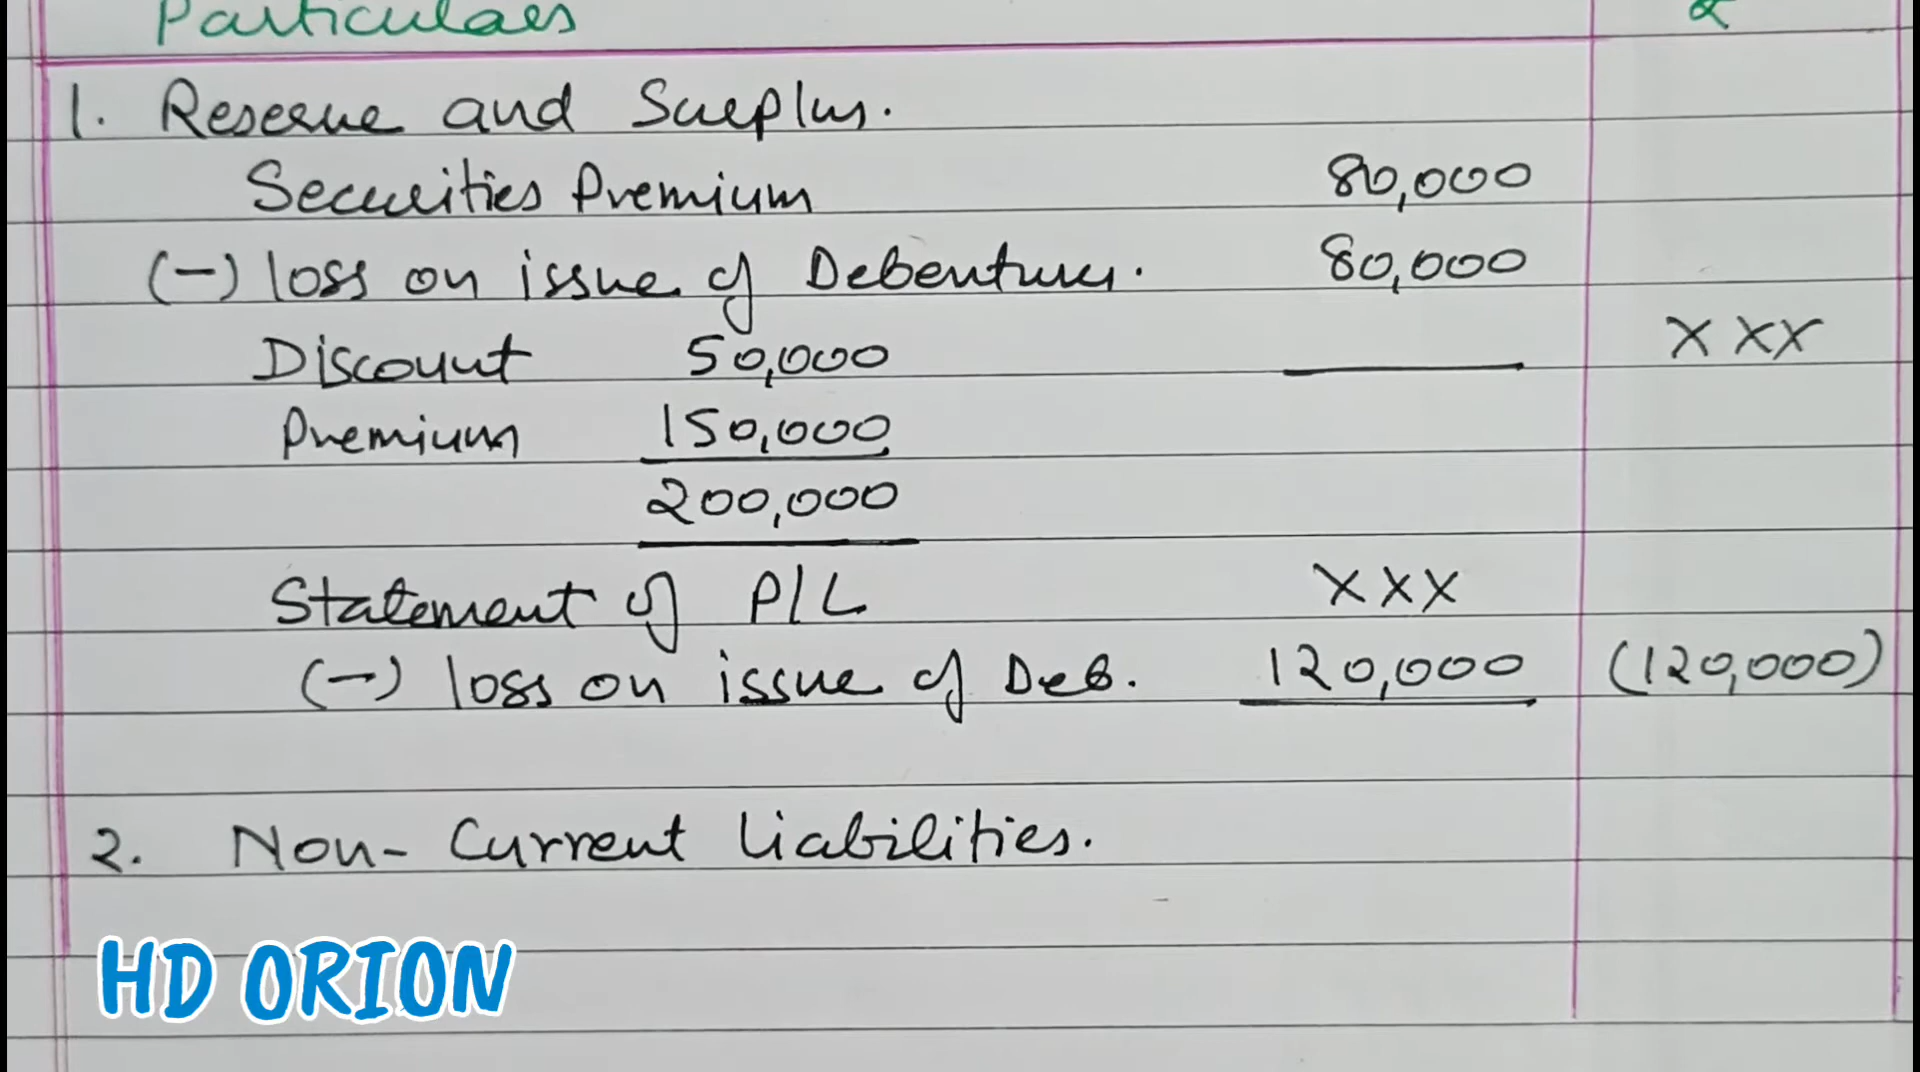 Particulars ₹
1. Reserve and Surplus.
Securities Premium 80,000
(-) loss on issue of Debentures. 80,000
Discount 50,000 XXX
Premium 150,000
200,000
Statement of P/L XXX
(-) loss on issue of Deb. 120,000 (120,000)
2. Non-Current Liabilities.
HD ORION